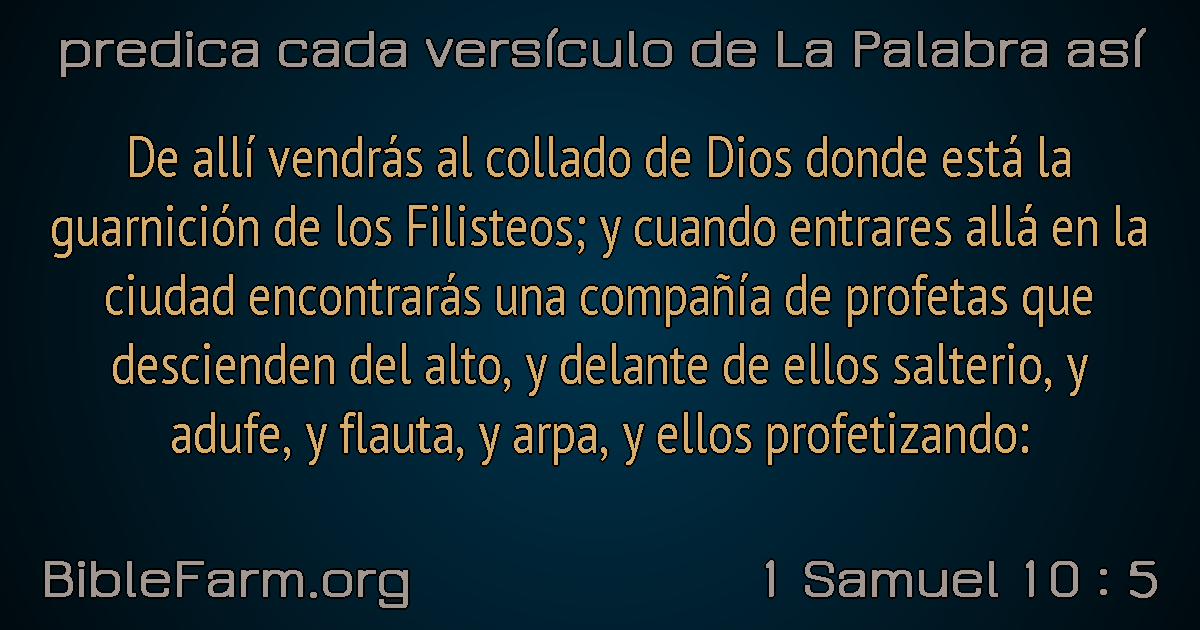 predica cada versículo de La Palabra así
De allí vendrás al collado de Dios donde está la
guarnición de los Filisteos; y cuando entrares allá en la
ciudad encontrarás una compañía de profetas que
descienden del alto, y delante de ellos salterio, y
adufe, y flauta, y arpa, y ellos profetizando:
BibleFarm.org
1 Samuel 10 : 5